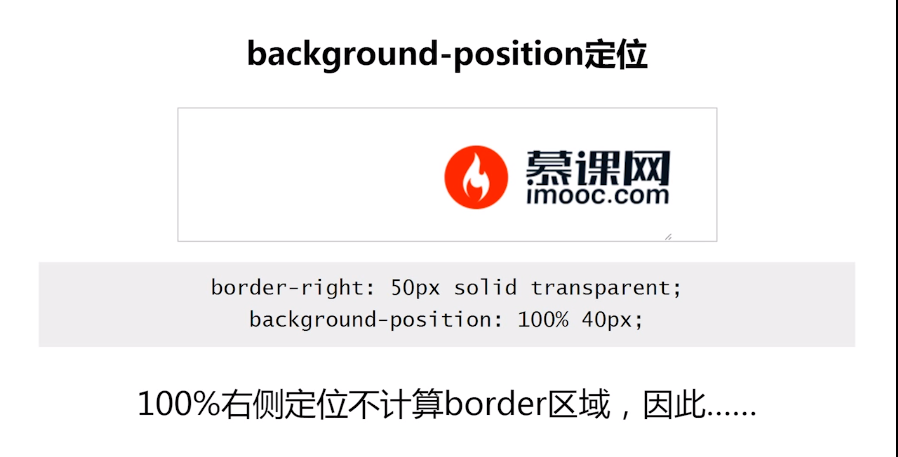 background-position定位
慕课网
imooc.com
border-right: 50px solid transparent;
background-position: 100% 40px;
100%右侧定位不计算border区域，因此……